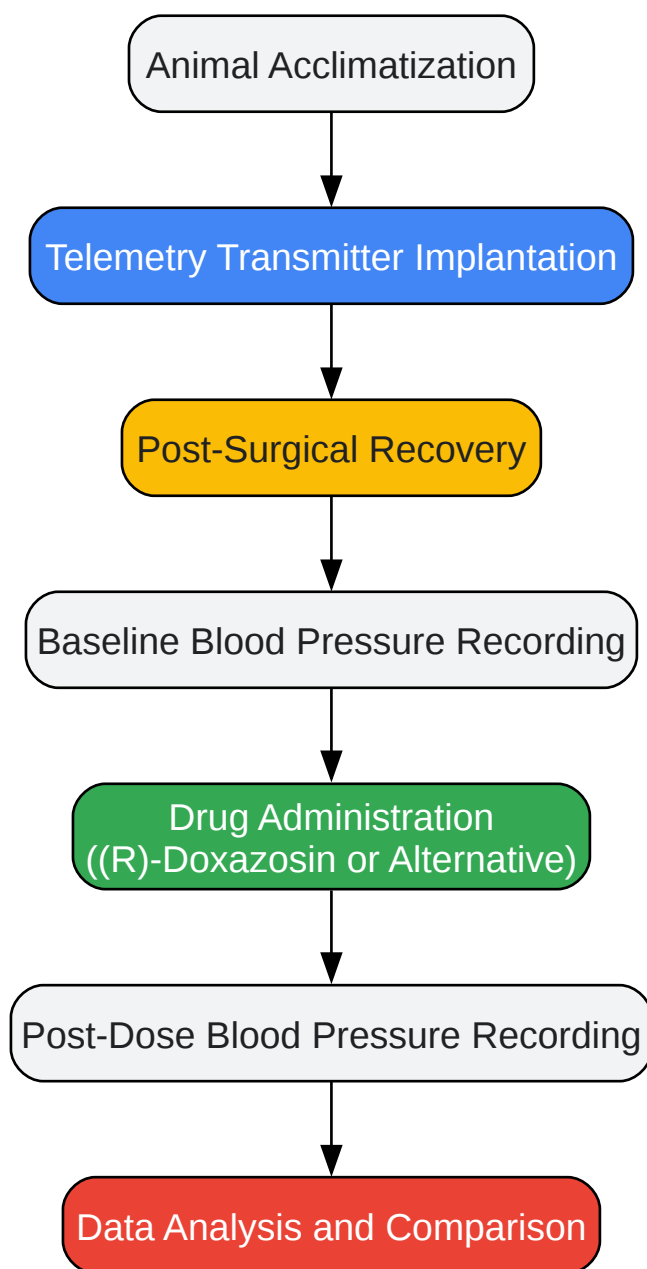 Animal Acclimatization
Telemetry Transmitter Implantation
Post-Surgical Recovery
Baseline Blood Pressure Recording
Drug Administration
((R)-Doxazosin or Alternative)
Post-Dose Blood Pressure Recording
Data Analysis and Comparison